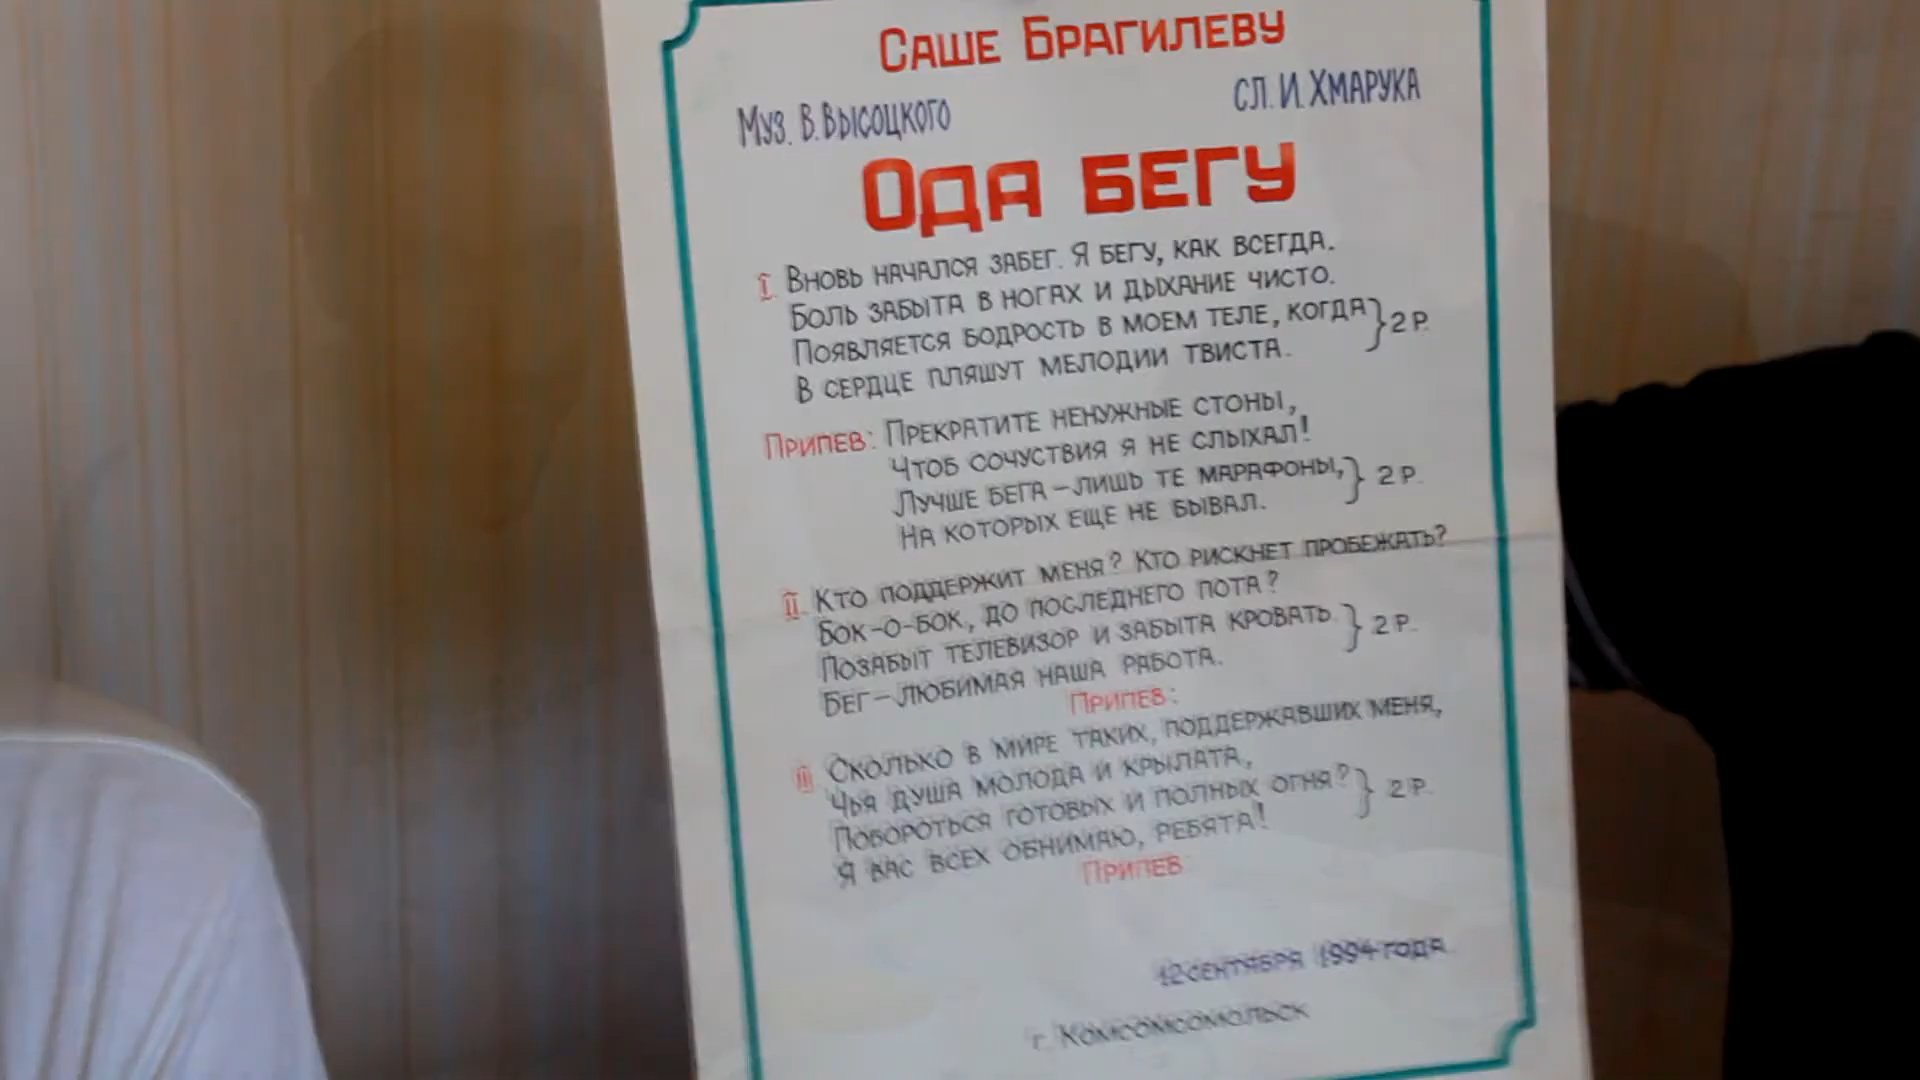 Саше Брагилеву
Муз. В. Высоцкого
сл. И. Хмарука
Ода бегу
I. Вновь начался забег. Я бегу, как всегда.
Боль забыта в ногах и дыхание чисто.
Появляется бодрость в моем теле, когда } 2 р.
В сердце пляшут мелодии твиста.
Припев: Прекратите ненужные стоны,
Чтоб сочуствия я не слыхал!
Лучше бега – лишь те марафоны, } 2 р.
На которых еще не бывал.
II. Кто поддержит меня? Кто рискнет пробежать?
Бок-о-бок, до последнего пота?
Позабыт телевизор и забыта кровать. } 2 р.
Бег – любимая наша работа.
Припев:
III Сколько в мире таких, поддержавших меня,
Чья душа молода и крылата,
Побороться готовых и полных огня? } 2 р.
Я вас всех обнимаю, ребята!
Припев:
12 сентября 1994 года.
г. Комсомсомольск